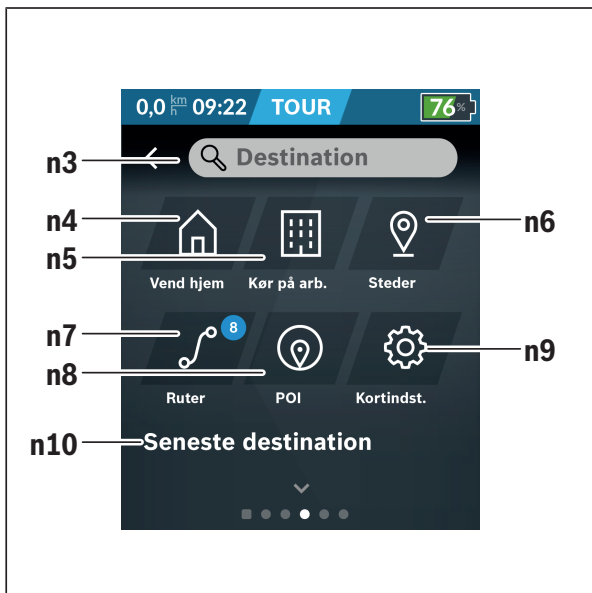 0,0 km/h 09:22 TOUR 76%
n3 Destination
n4
n6
n5
Vend hjem Kør på arb. Steder
n7 8
n9
n8
Ruter POI Kortindst.
n10 Seneste destination